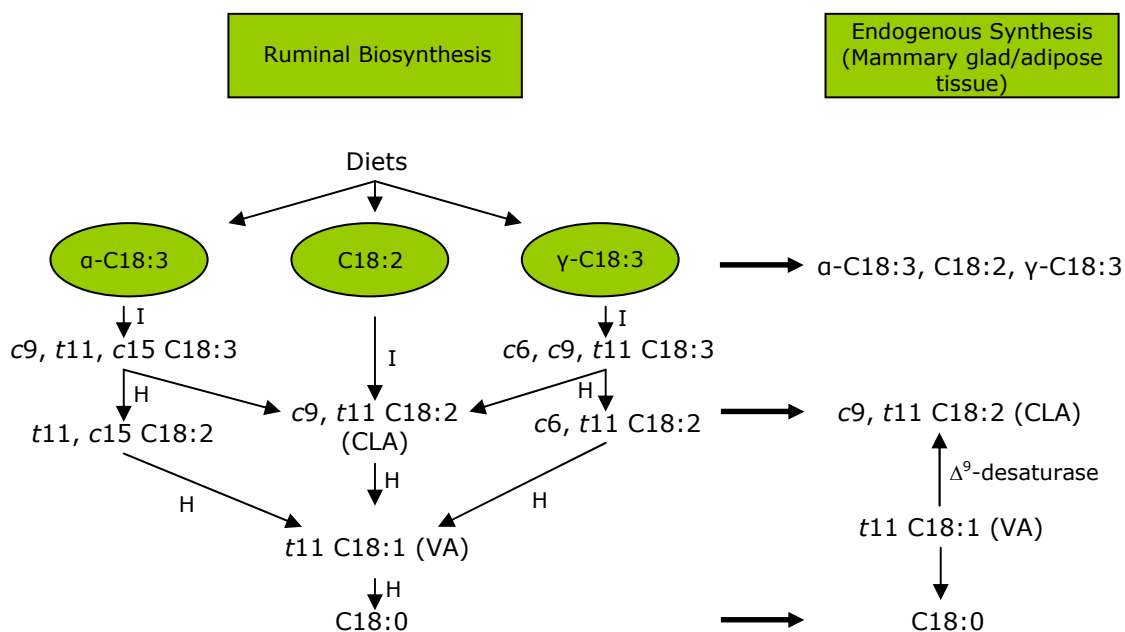 Ruminal Biosynthesis
Endogenous Synthesis
(Mammary glad/adipose
tissue)
Diets
α-C18:3
C18:2
γ-C18:3
α-C18:3, C18:2, γ-C18:3
I
I
c9, t11, c15 C18:3
I
c6, c9, t11 C18:3
H
H
t11, c15 C18:2
c9, t11 C18:2
(CLA)
c6, t11 C18:2
c9, t11 C18:2 (CLA)
H
H
H
Δ⁹-desaturase
t11 C18:1 (VA)
t11 C18:1 (VA)
H
C18:0
C18:0